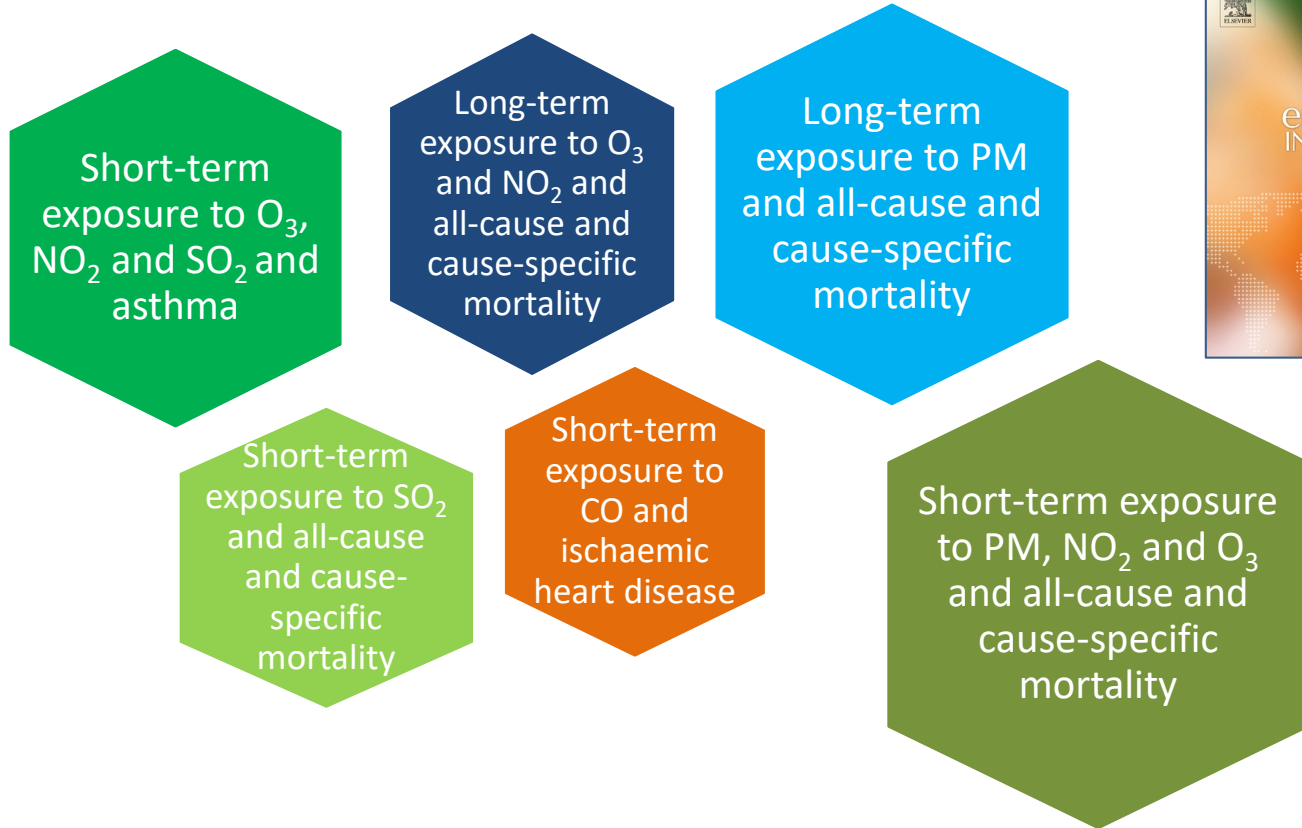 Short-term
exposure to O₃,
NO₂ and SO₂ and
asthma
Long-term
exposure to O₃
and NO₂ and
all-cause and
cause-specific
mortality
Long-term
exposure to PM
and all-cause and
cause-specific
mortality
ELSEVIER
Short-term
exposure to SO₂
and all-cause
and cause-
specific
mortality
Short-term
exposure to
CO and
ischaemic
heart disease
Short-term exposure
to PM, NO₂ and O₃
and all-cause and
cause-specific
mortality